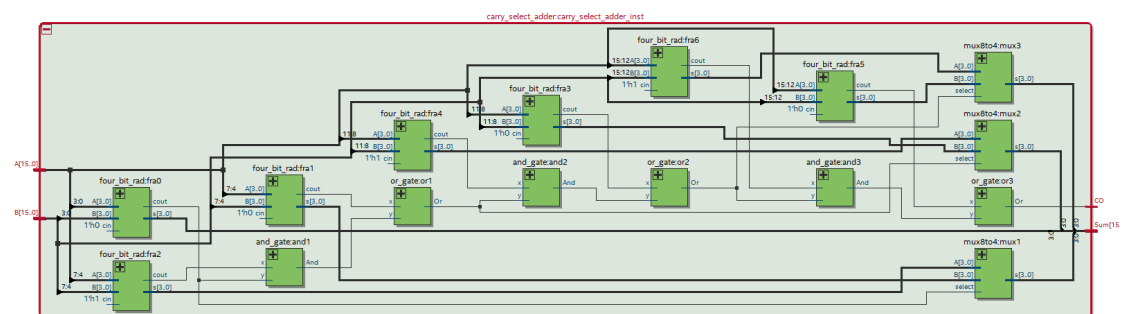 carry_select_adder:carry_select_adder_inst
four_bit_rad:fra6
15:12 A[3..0]
15:12 B[3..0]
1'h1 cin
cout
s[3..0]
mux8to4:mux3
A[3..0]
B[3..0]
select
s[3..0]
four_bit_rad:fra5
15:12 A[3..0]
15:12 B[3..0]
1'h0 cin
cout
s[3..0]
four_bit_rad:fra3
11:8 A[3..0]
11:8 B[3..0]
1'h0 cin
cout
s[3..0]
four_bit_rad:fra4
11:8 A[3..0]
11:8 B[3..0]
1'h1 cin
cout
s[3..0]
mux8to4:mux2
A[3..0]
B[3..0]
select
s[3..0]
A[15..0]
B[15..0]
four_bit_rad:fra0
3:0 A[3..0]
3:0 B[3..0]
1'h0 cin
cout
s[3..0]
four_bit_rad:fra1
7:4 A[3..0]
7:4 B[3..0]
1'h0 cin
cout
s[3..0]
or_gate:or1
x
y
Or
and_gate:and2
x
y
And
or_gate:or2
x
y
Or
and_gate:and3
x
y
And
or_gate:or3
x
y
Or
CO
Sum[15
3:0
3:0
3:0
3:0
four_bit_rad:fra2
7:4 A[3..0]
7:4 B[3..0]
1'h1 cin
cout
s[3..0]
and_gate:and1
x
y
And
mux8to4:mux1
A[3..0]
B[3..0]
select
s[3..0]